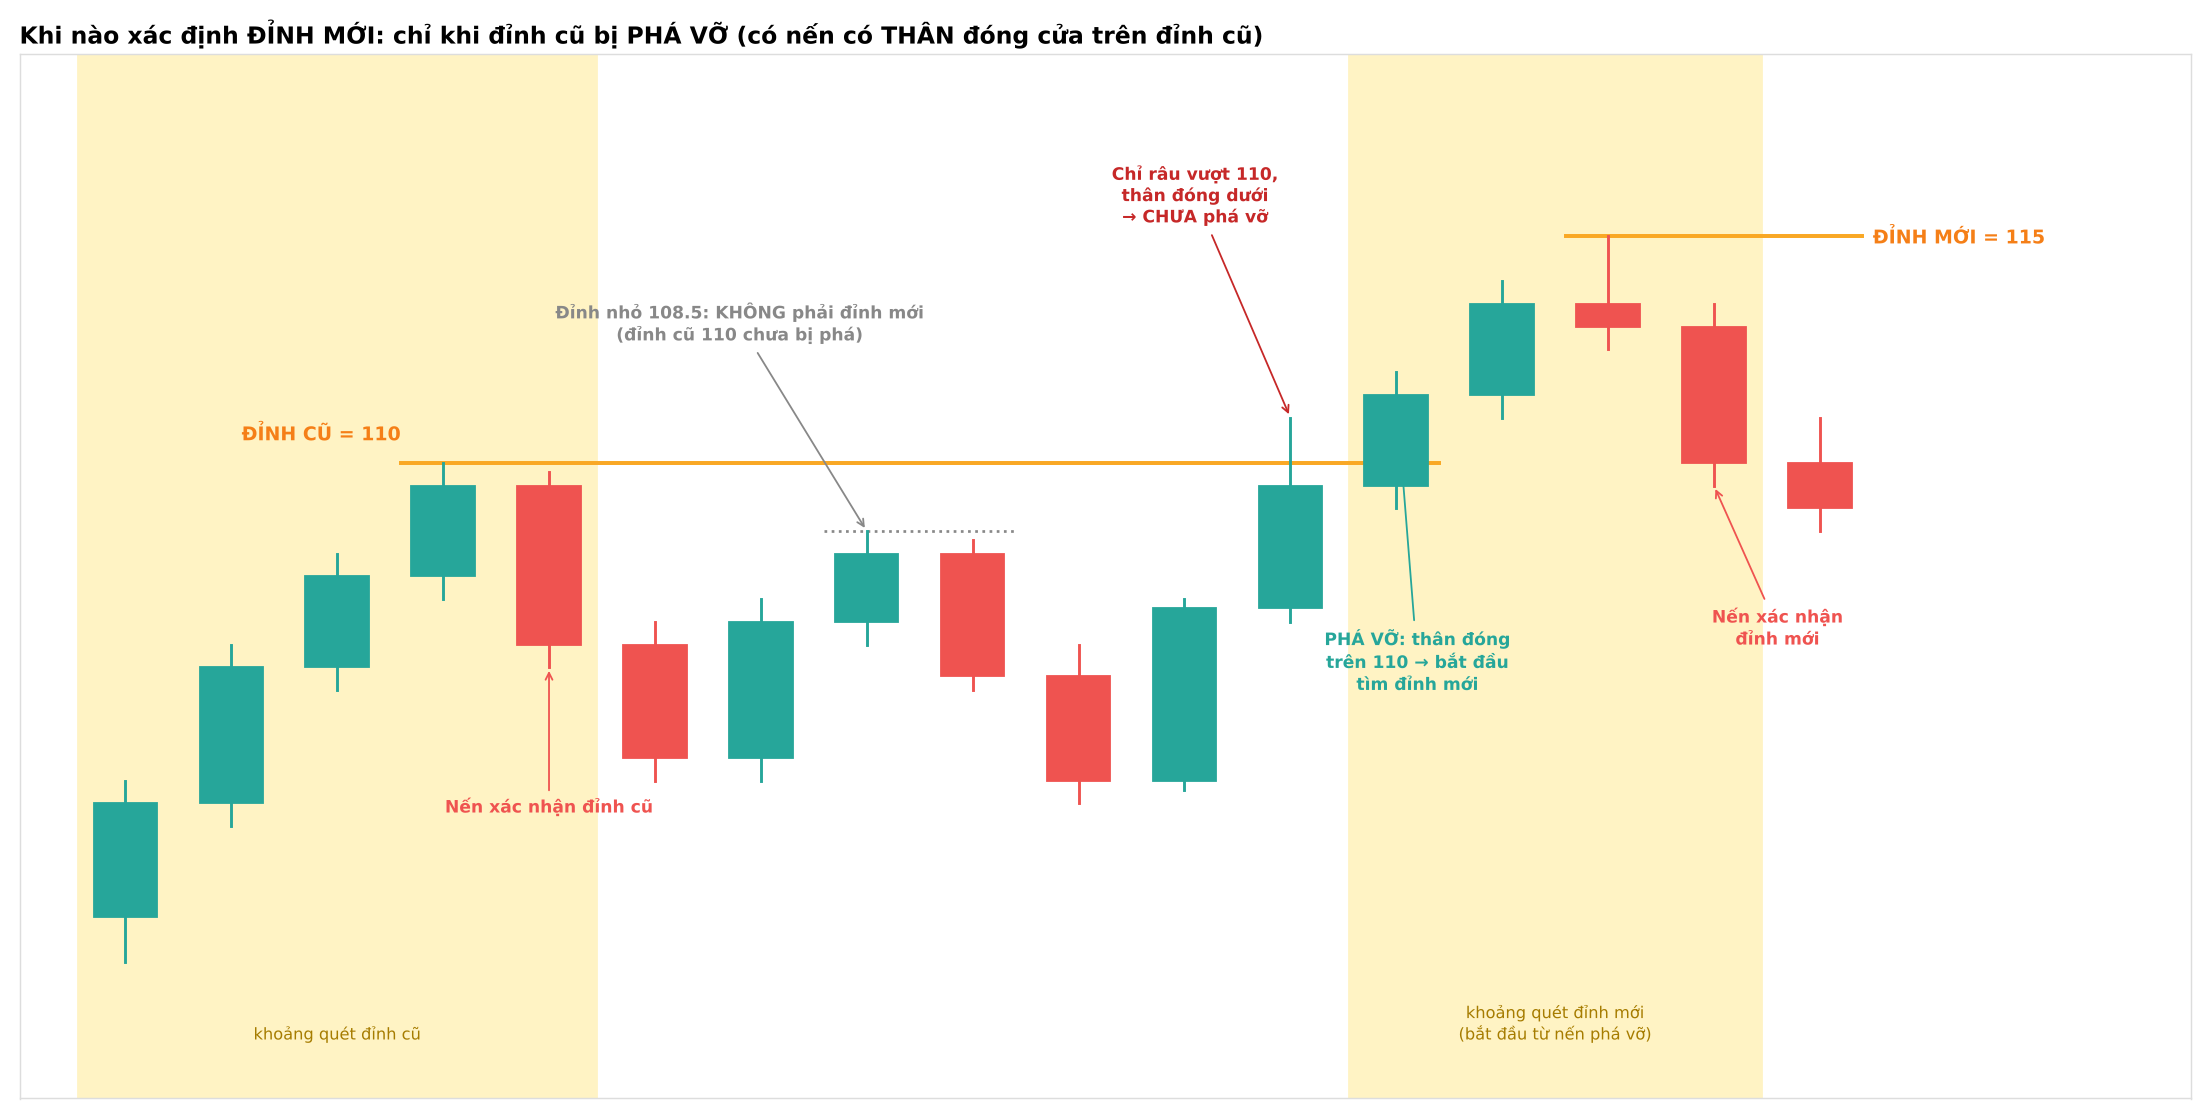 Khi nào xác định ĐỈNH MỚI: chỉ khi đỉnh cũ bị PHÁ VỠ (có nến có THÂN đóng cửa trên đỉnh cũ)
Chỉ râu vượt 110,
thân đóng dưới
→ CHƯA phá vỡ
ĐỈNH MỚI = 115
Đỉnh nhỏ 108.5: KHÔNG phải đỉnh mới
(đỉnh cũ 110 chưa bị phá)
ĐỈNH CŨ = 110
Nến xác nhận
đỉnh mới
PHÁ VỠ: thân đóng
trên 110 → bắt đầu
tìm đỉnh mới
Nến xác nhận đỉnh cũ
khoảng quét đỉnh cũ
khoảng quét đỉnh mới
(bắt đầu từ nến phá vỡ)